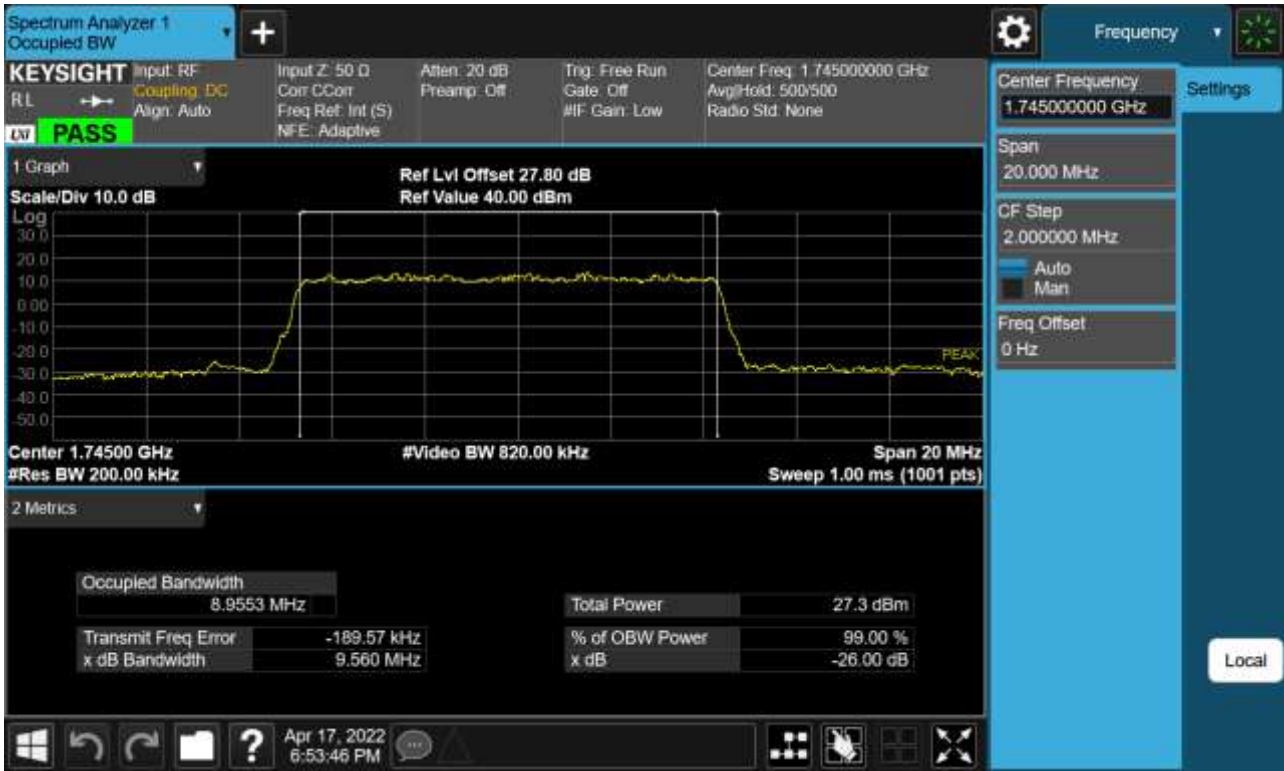 Spectrum Analyzer 1
Occupied BW
+
Frequency
KEYSIGHT
RL
PASS
Input: RF
Coupling: DC
Align: Auto
Input Z: 50 Ω
Corr CCorr
Freq Ref: Int (S)
NFE: Adaptive
Atten: 20 dB
Preamp: Off
Trig: Free Run
Gate: Off
#IF Gain: Low
Center Freq: 1.745000000 GHz
Avg|Hold: 500/500
Radio Std: None
Center Frequency
1.745000000 GHz
Settings
Span
20.000 MHz
CF Step
2.000000 MHz
Auto
Man
Freq Offset
0 Hz
1 Graph
Scale/Div 10.0 dB
Ref Lvl Offset 27.80 dB
Ref Value 40.00 dBm
Log
30.0
20.0
10.0
0.00
-10.0
-20.0
-30.0
-40.0
-50.0
PEAK
Center 1.74500 GHz
#Video BW 820.00 kHz
Span 20 MHz
#Res BW 200.00 kHz
Sweep 1.00 ms (1001 pts)
2 Metrics
Occupied Bandwidth
8.9553 MHz
Total Power 27.3 dBm
Transmit Freq Error -189.57 kHz
% of OBW Power 99.00 %
x dB Bandwidth 9.560 MHz
x dB -26.00 dB
Local
?
Apr 17, 2022
6:53:46 PM